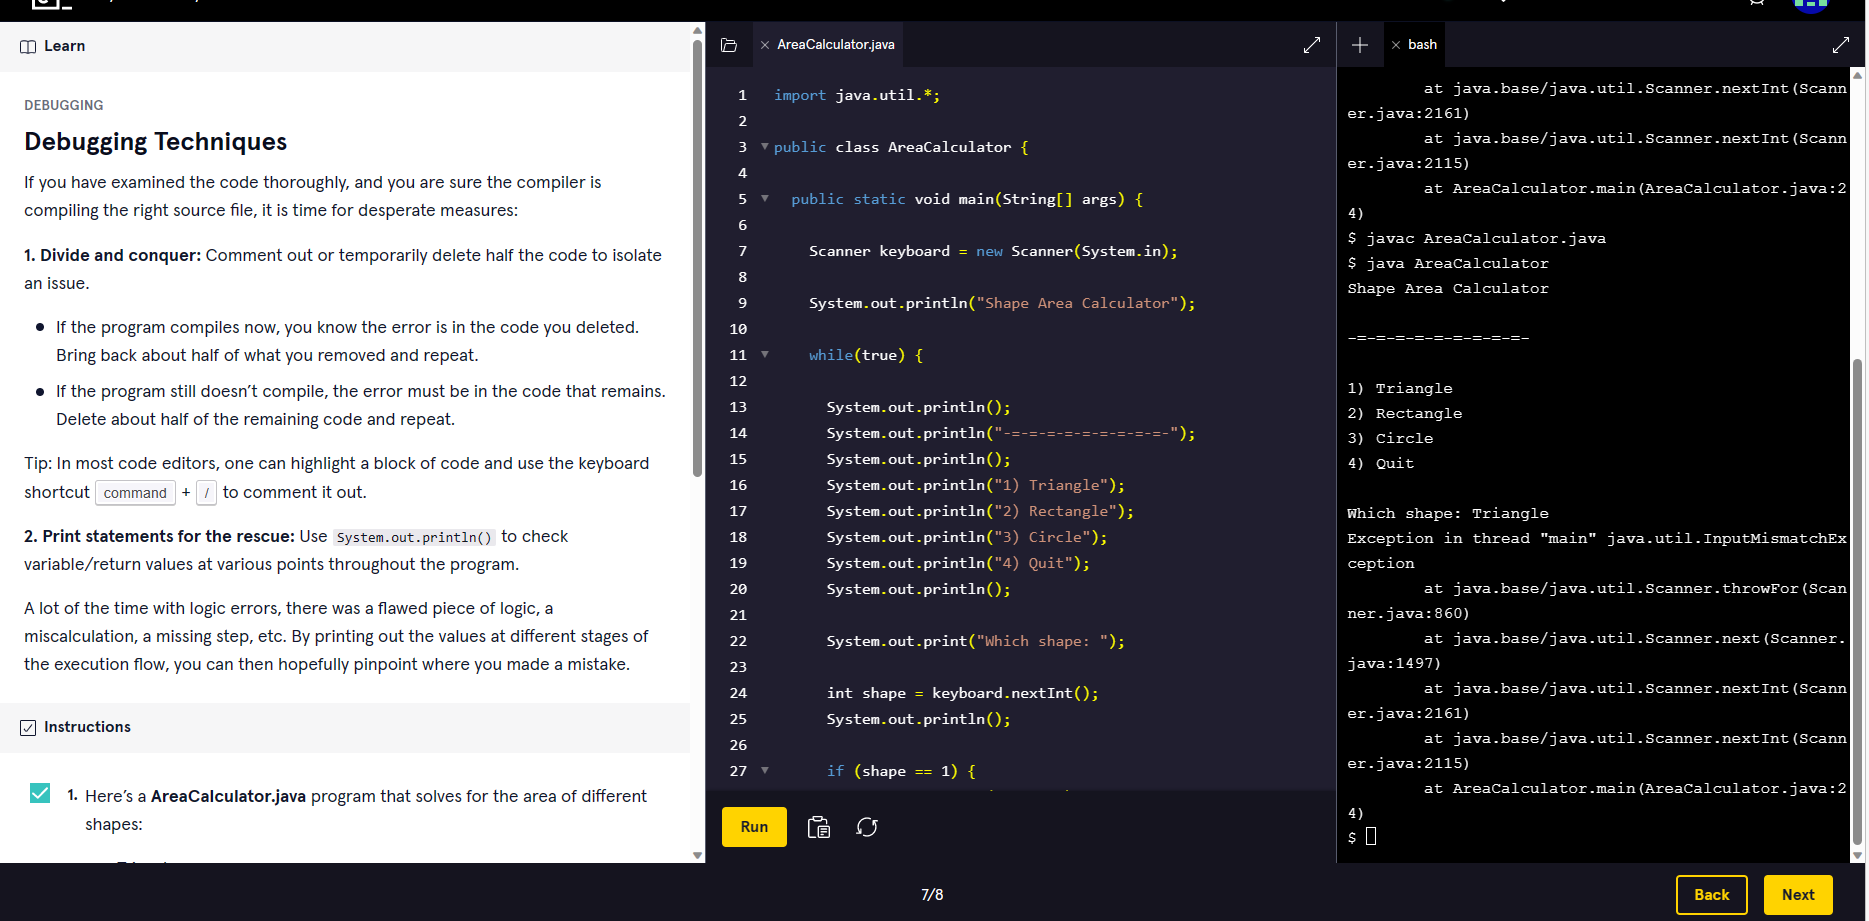 Learn
DEBUGGING
Debugging Techniques
If you have examined the code thoroughly, and you are sure the compiler is
compiling the right source file, it is time for desperate measures:
1. Divide and conquer: Comment out or temporarily delete half the code to isolate
an issue.
If the program compiles now, you know the error is in the code you deleted.
Bring back about half of what you removed and repeat.
If the program still doesn’t compile, the error must be in the code that remains.
Delete about half of the remaining code and repeat.
Tip: In most code editors, one can highlight a block of code and use the keyboard
shortcut command + / to comment it out.
2. Print statements for the rescue: Use System.out.println() to check
variable/return values at various points throughout the program.
A lot of the time with logic errors, there was a flawed piece of logic, a
miscalculation, a missing step, etc. By printing out the values at different stages of
the execution flow, you can then hopefully pinpoint where you made a mistake.
Instructions
1. Here’s a AreaCalculator.java program that solves for the area of different
shapes:
AreaCalculator.java
1 import java.util.*;
2
3 public class AreaCalculator {
4
5 public static void main(String[] args) {
6
7 Scanner keyboard = new Scanner(System.in);
8
9 System.out.println("Shape Area Calculator");
10
11 while(true) {
12
13 System.out.println();
14 System.out.println("-=-=-=-=-=-=-=-=-=-");
15 System.out.println();
16 System.out.println("1) Triangle");
17 System.out.println("2) Rectangle");
18 System.out.println("3) Circle");
19 System.out.println("4) Quit");
20 System.out.println();
21
22 System.out.print("Which shape: ");
23
24 int shape = keyboard.nextInt();
25 System.out.println();
26
27 if (shape == 1) {
Run
bash
at java.base/java.util.Scanner.nextInt(Scann
er.java:2161)
at java.base/java.util.Scanner.nextInt(Scann
er.java:2115)
at AreaCalculator.main(AreaCalculator.java:2
4)
$ javac AreaCalculator.java
$ java AreaCalculator
Shape Area Calculator
-=-=-=-=-=-=-=-=-=-
1) Triangle
2) Rectangle
3) Circle
4) Quit
Which shape: Triangle
Exception in thread "main" java.util.InputMismatchEx
ception
at java.base/java.util.Scanner.throwFor(Scan
ner.java:860)
at java.base/java.util.Scanner.next(Scanner.
java:1497)
at java.base/java.util.Scanner.nextInt(Scann
er.java:2161)
at java.base/java.util.Scanner.nextInt(Scann
er.java:2115)
at AreaCalculator.main(AreaCalculator.java:2
4)
$
7/8
Back
Next